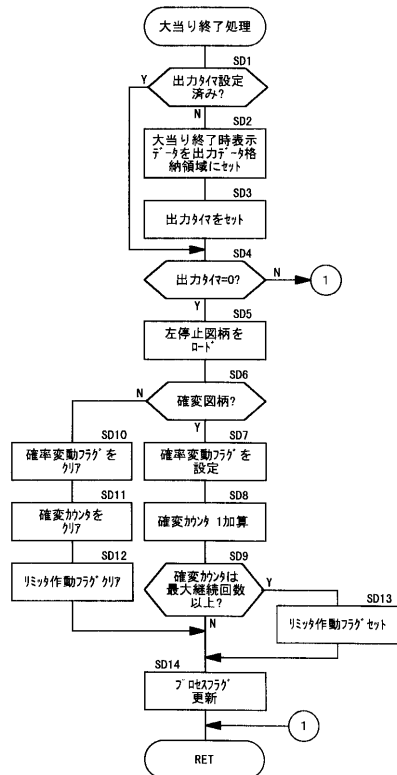 大当り終了処理
SD1
Y
出力タイマ設定
済み?
N
SD2
大当り終了時表示
データを出力データ格
納領域にセット
SD3
出力タイマをセット
SD4
出力タイマ=0?
N
1
Y
SD5
左停止図柄を
ロード
SD6
N
確変図柄?
Y
SD10
SD7
確率変動フラグを
クリア
確率変動フラグを
設定
SD11
SD8
確変カウンタを
クリア
確変カウンタ 1加算
SD12
SD9
リミッタ作動フラグクリア
確変カウンタは
最大継続回数
以上?
Y
SD13
N
リミッタ作動フラグセット
SD14
プロセスフラグ
更新
1
RET